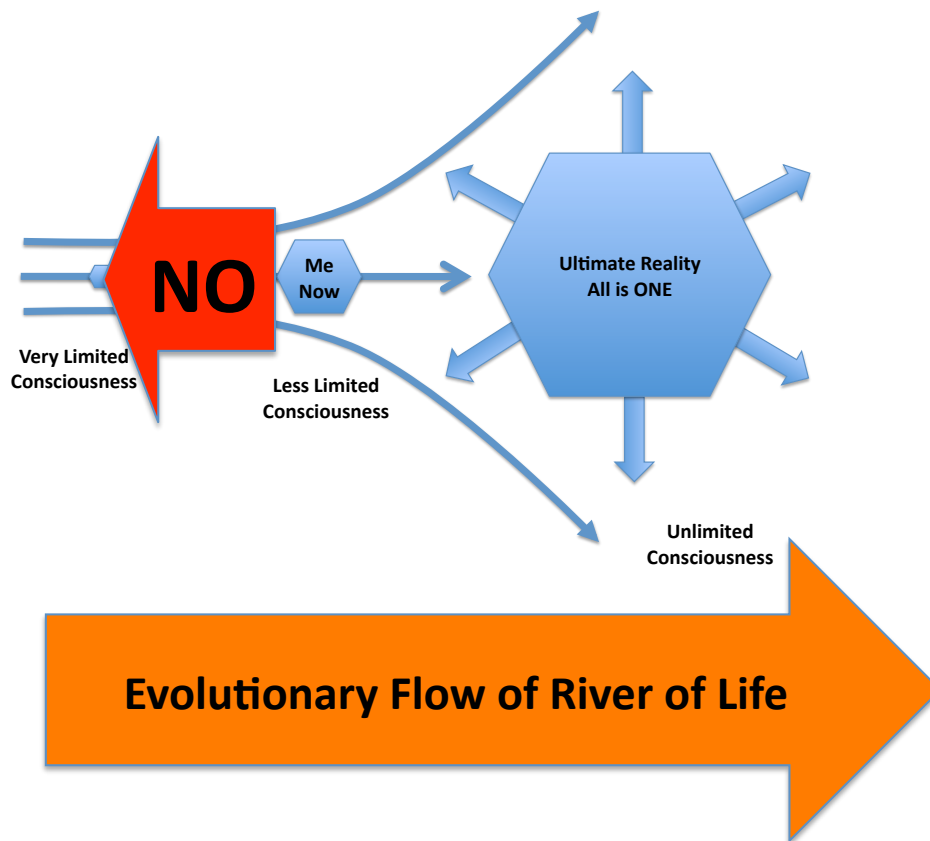 NO
Me
Now
Ultimate Reality
All is ONE
Very Limited
Consciousness
Less Limited
Consciousness
Unlimited
Consciousness
Evolutionary Flow of River of Life